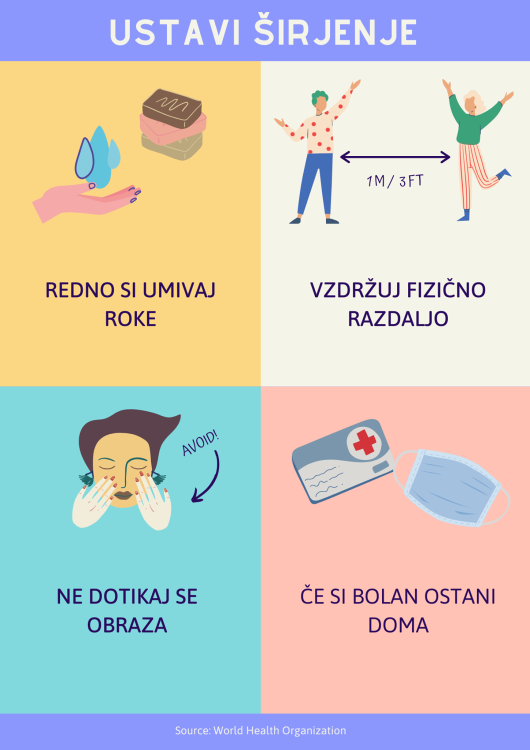 USTAVI ŠIRJENJE
1M/ 3FT
REDNO SI UMIVAJ
ROKE
VZDRŽUJ FIZIČNO
RAZDALJO
AVOID!
NE DOTIKAJ SE
OBRAZA
ČE SI BOLAN OSTANI
DOMA
Source: World Health Organization